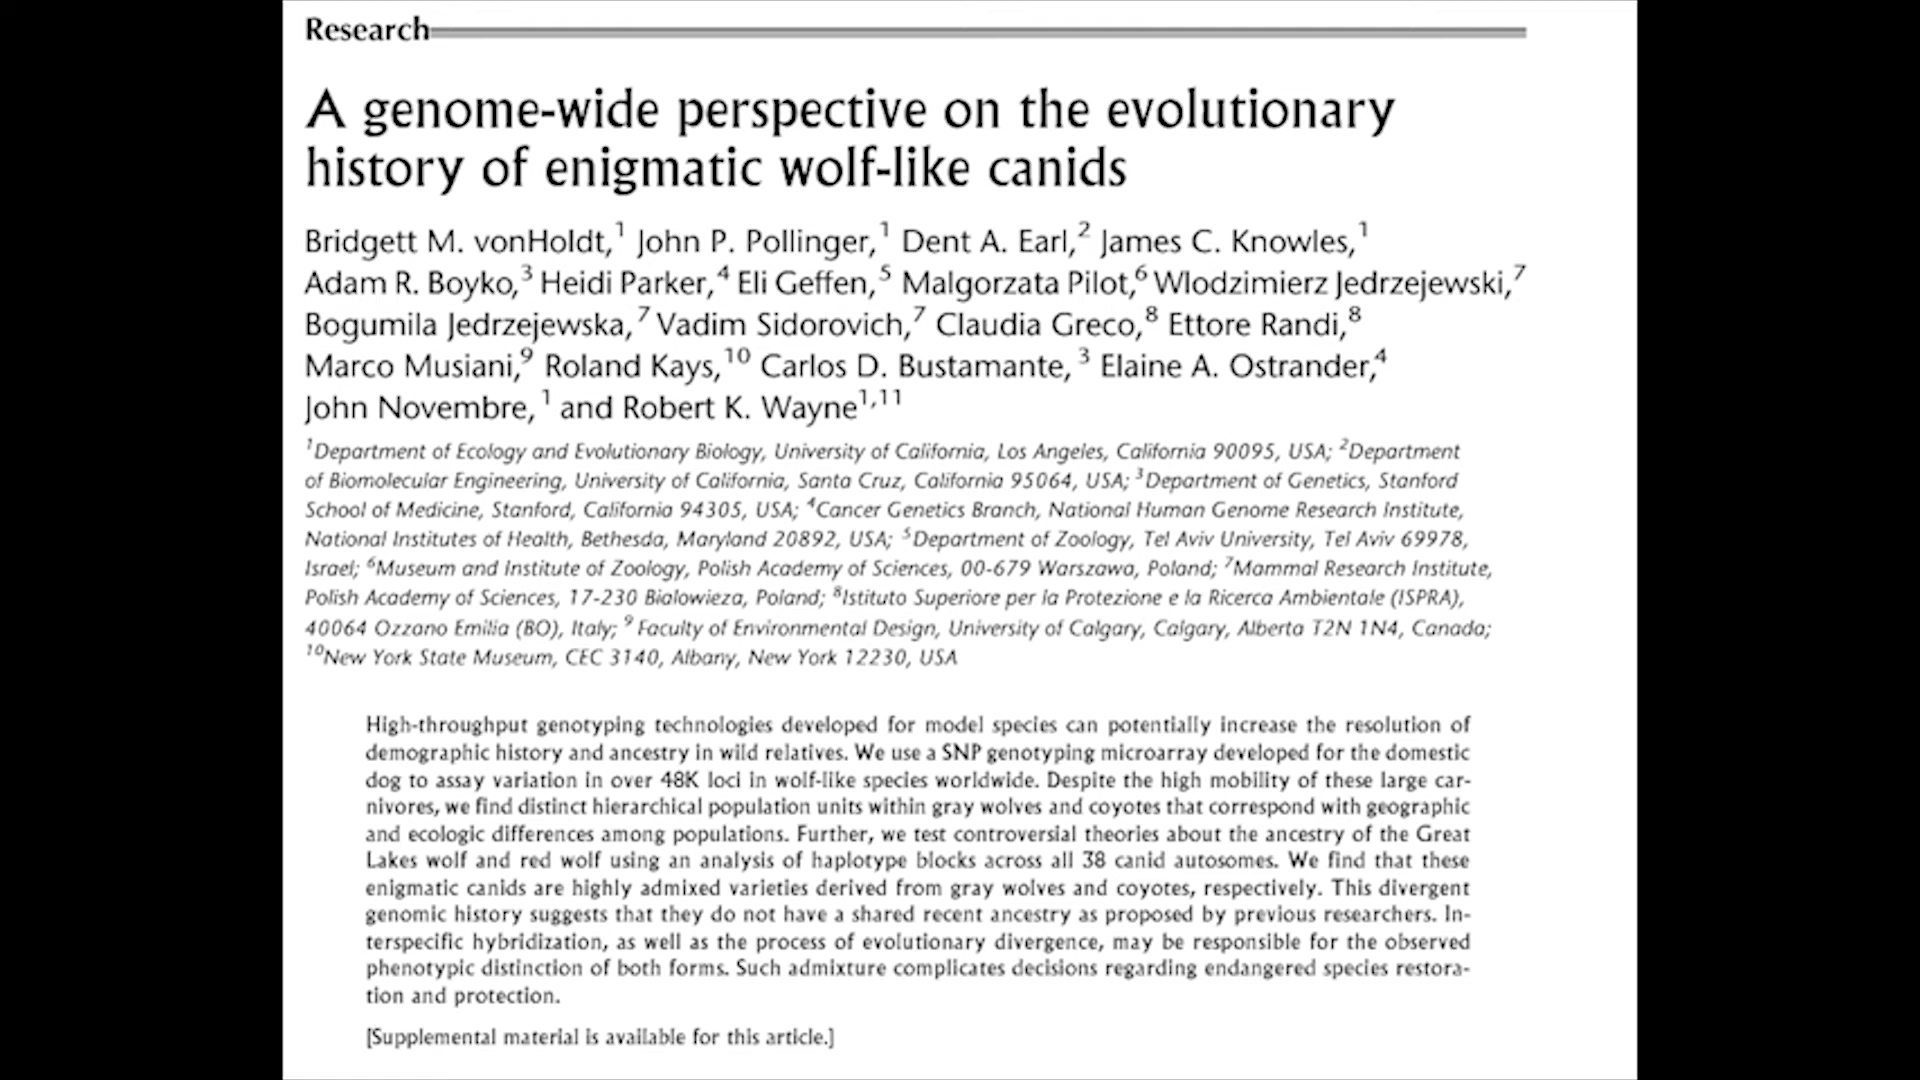 Research
A genome-wide perspective on the evolutionary
history of enigmatic wolf-like canids
Bridgett M. vonHoldt,1 John P. Pollinger,1 Dent A. Earl,2 James C. Knowles,1
Adam R. Boyko,3 Heidi Parker,4 Eli Geffen,5 Malgorzata Pilot,6 Wlodzimierz Jedrzejewski,7
Bogumila Jedrzejewska,7 Vadim Sidorovich,7 Claudia Greco,8 Ettore Randi,8
Marco Musiani,9 Roland Kays,10 Carlos D. Bustamante,3 Elaine A. Ostrander,4
John Novembre,1 and Robert K. Wayne1,11
1Department of Ecology and Evolutionary Biology, University of California, Los Angeles, California 90095, USA; 2Department
of Biomolecular Engineering, University of California, Santa Cruz, California 95064, USA; 3Department of Genetics, Stanford
School of Medicine, Stanford, California 94305, USA; 4Cancer Genetics Branch, National Human Genome Research Institute,
National Institutes of Health, Bethesda, Maryland 20892, USA; 5Department of Zoology, Tel Aviv University, Tel Aviv 69978,
Israel; 6Museum and Institute of Zoology, Polish Academy of Sciences, 00-679 Warszawa, Poland; 7Mammal Research Institute,
Polish Academy of Sciences, 17-230 Bialowieza, Poland; 8Istituto Superiore per la Protezione e la Ricerca Ambientale (ISPRA),
40064 Ozzano Emilia (BO), Italy; 9Faculty of Environmental Design, University of Calgary, Calgary, Alberta T2N 1N4, Canada;
10New York State Museum, CEC 3140, Albany, New York 12230, USA
High-throughput genotyping technologies developed for model species can potentially increase the resolution of
demographic history and ancestry in wild relatives. We use a SNP genotyping microarray developed for the domestic
dog to assay variation in over 48K loci in wolf-like species worldwide. Despite the high mobility of these large car-
nivores, we find distinct hierarchical population units within gray wolves and coyotes that correspond with geographic
and ecologic differences among populations. Further, we test controversial theories about the ancestry of the Great
Lakes wolf and red wolf using an analysis of haplotype blocks across all 38 canid autosomes. We find that these
enigmatic canids are highly admixed varieties derived from gray wolves and coyotes, respectively. This divergent
genomic history suggests that they do not have a shared recent ancestry as proposed by previous researchers. In-
terspecific hybridization, as well as the process of evolutionary divergence, may be responsible for the observed
phenotypic distinction of both forms. Such admixture complicates decisions regarding endangered species restora-
tion and protection.
[Supplemental material is available for this article.]